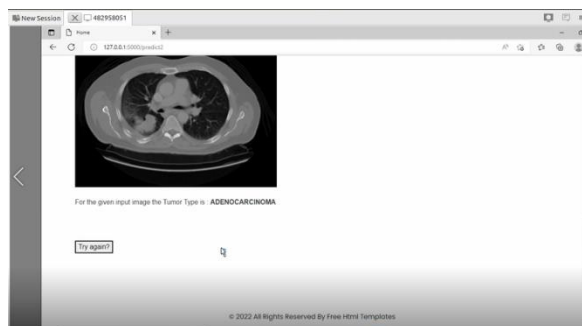 New Session 482958051
Home
127.0.0.1:5000/predict2
For the given input image the Tumor Type is : ADENOCARCINOMA
Try again?
© 2022 All Rights Reserved By Free Html Templates